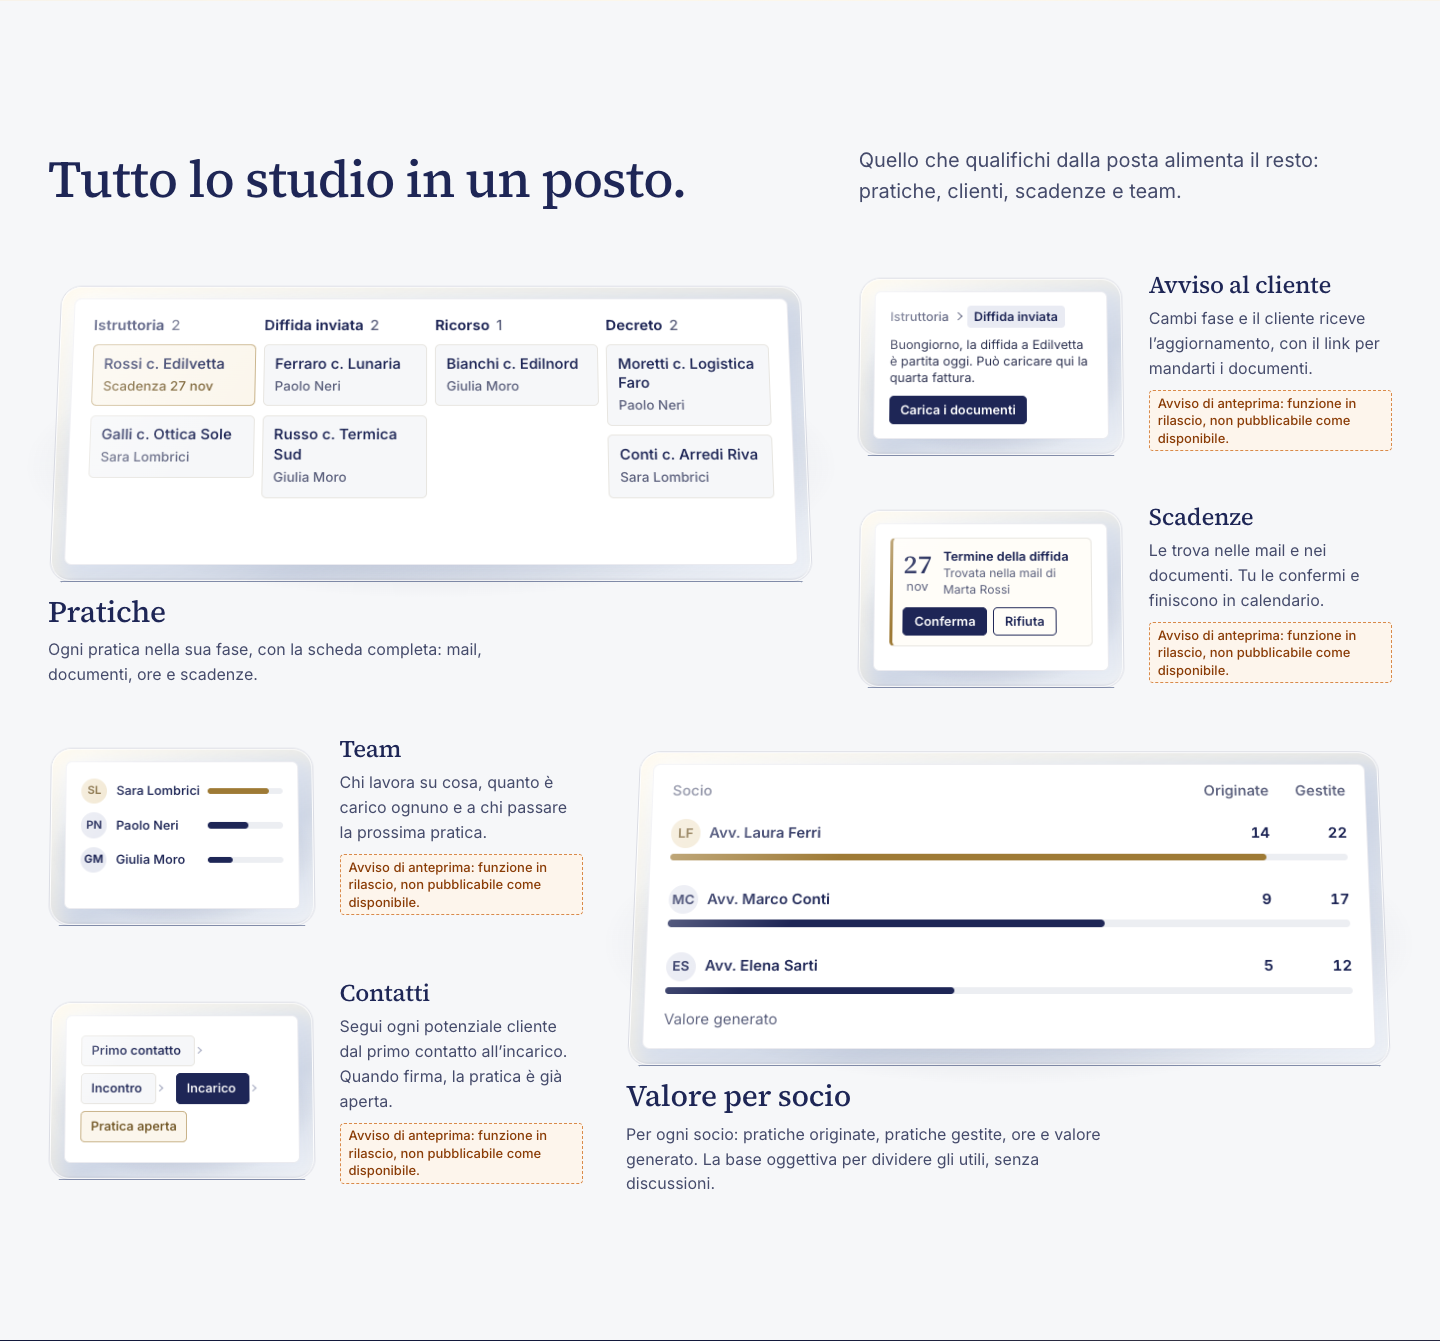 Tutto lo studio in un posto.
Quello che qualifichi dalla posta alimenta il resto:
pratiche, clienti, scadenze e team.
Istruttoria 2
Rossi c. Edilvetta
Scadenza 27 nov
Galli c. Ottica Sole
Sara Lombrici
Diffida inviata 2
Ferraro c. Lunaria
Paolo Neri
Russo c. Termica
Sud
Giulia Moro
Ricorso 1
Bianchi c. Edilnord
Giulia Moro
Decreto 2
Moretti c. Logistica
Faro
Paolo Neri
Conti c. Arredi Riva
Sara Lombrici
Pratiche
Ogni pratica nella sua fase, con la scheda completa: mail,
documenti, ore e scadenze.
Istruttoria > Diffida inviata
Buongiorno, la diffida a Edilvetta
è partita oggi. Può caricare qui la
quarta fattura.
Carica i documenti
Avviso al cliente
Cambi fase e il cliente riceve
l’aggiornamento, con il link per
mandarti i documenti.
Avviso di anteprima: funzione in
rilascio, non pubblicabile come
disponibile.
27
nov
Termine della diffida
Trovata nella mail di
Marta Rossi
Conferma
Rifiuta
Scadenze
Le trova nelle mail e nei
documenti. Tu le confermi e
finiscono in calendario.
Avviso di anteprima: funzione in
rilascio, non pubblicabile come
disponibile.
SL Sara Lombrici
PN Paolo Neri
GM Giulia Moro
Team
Chi lavora su cosa, quanto è
carico ognuno e a chi passare
la prossima pratica.
Avviso di anteprima: funzione in
rilascio, non pubblicabile come
disponibile.
Primo contatto >
Incontro > Incarico >
Pratica aperta
Contatti
Segui ogni potenziale cliente
dal primo contatto all’incarico.
Quando firma, la pratica è già
aperta.
Avviso di anteprima: funzione in
rilascio, non pubblicabile come
disponibile.
Socio Originate Gestite
LF Avv. Laura Ferri 14 22
MC Avv. Marco Conti 9 17
ES Avv. Elena Sarti 5 12
Valore generato
Valore per socio
Per ogni socio: pratiche originate, pratiche gestite, ore e valore
generato. La base oggettiva per dividere gli utili, senza
discussioni.